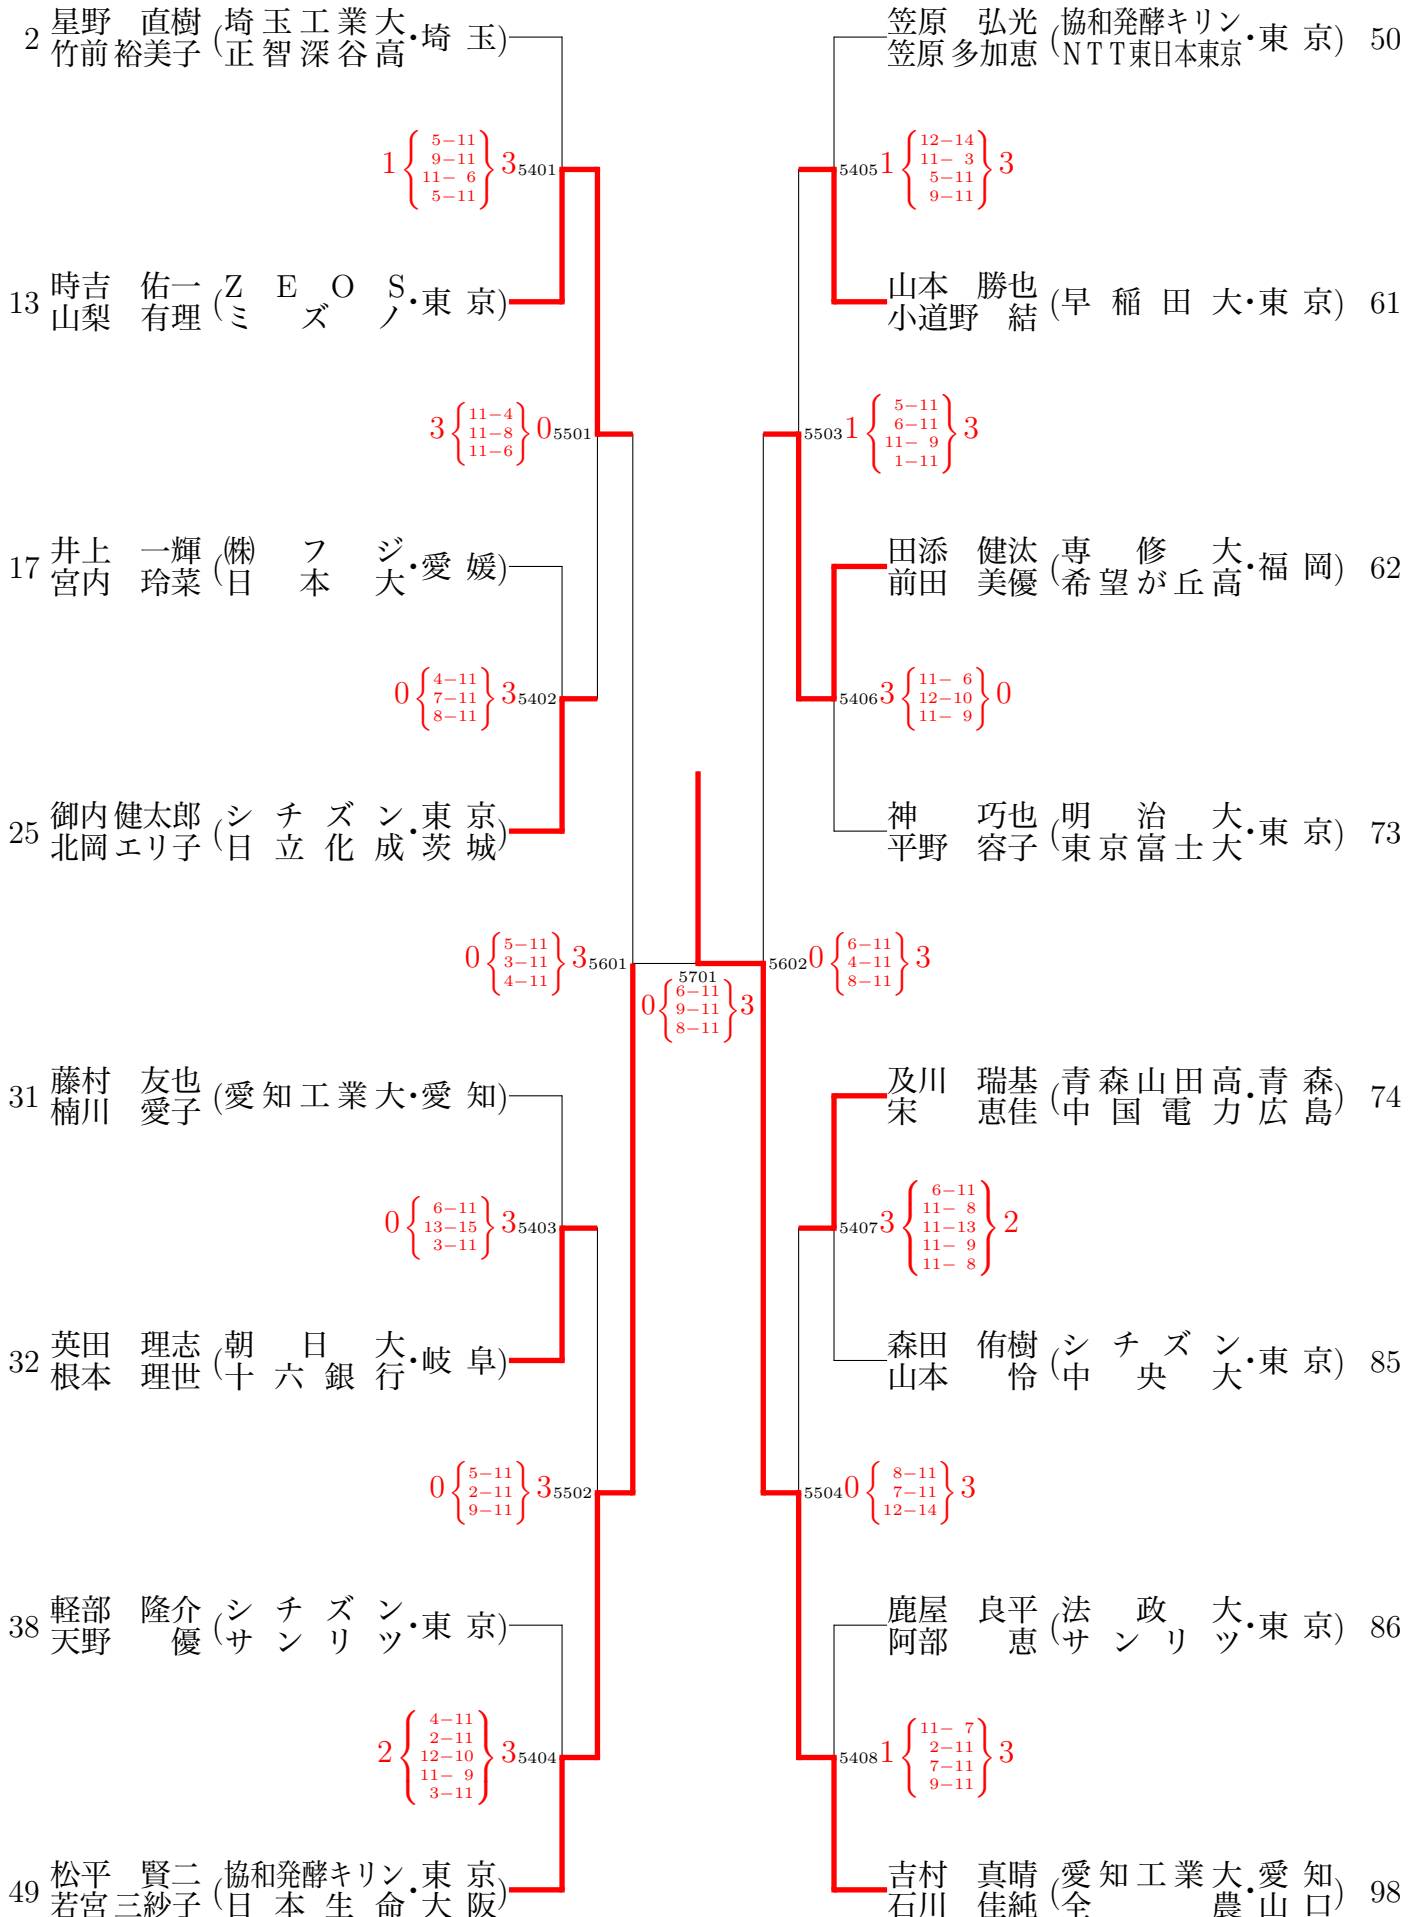 2 星野 直樹 竹前 裕美子 (埼玉工業大 正智深谷高・埼玉)
1 { 5-11 9-11 11-6 5-11 } 3 5401
13 時吉 佑一 山梨 有理 (ZEOS ミズノ・東京)
3 { 11-4 11-8 11-6 } 0 5501
17 井上 一輝 宮内 玲菜 (㈱フジ 日本大・愛媛)
0 { 4-11 7-11 8-11 } 3 5402
25 御内 健太郎 北岡 エリ子 (シチズン 日立化成・東京 茨城)
0 { 5-11 3-11 4-11 } 3 5601
31 藤村 友也 楠川 愛子 (愛知工業大・愛知)
0 { 6-11 13-15 3-11 } 3 5403
32 英田 理志 根本 理世 (朝日大 十六銀行・岐阜)
0 { 5-11 2-11 9-11 } 3 5502
38 軽部 隆介 天野 優 (シチズン サンリツ・東京)
2 { 4-11 2-11 12-10 11-9 3-11 } 3 5404
49 松平 賢二 若宮 三紗子 (協和発酵キリン 日本生命・東京 大阪)
5701
0 { 6-11 9-11 8-11 } 3
笠原 弘光 笠原 多加恵 (協和発酵キリン NTT東日本東京・東京) 50
5405 1 { 12-14 11-3 5-11 9-11 } 3
山本 勝也 小道野 結 (早稲田大・東京) 61
5503 1 { 5-11 6-11 11-9 1-11 } 3
田添 健汰 前田 美優 (専修大 希望が丘高・福岡) 62
5406 3 { 11-6 12-10 11-9 } 0
神 巧也 平野 容子 (明治大 東京富士大・東京) 73
5602 0 { 6-11 4-11 8-11 } 3
及川 瑞基 宋 恵佳 (青森山田高 中国電力・青森 広島) 74
5407 3 { 6-11 11-8 11-13 11-9 11-8 } 2
森田 侑樹 山本 怜 (シチズン 中央大・東京) 85
5504 0 { 8-11 7-11 12-14 } 3
鹿屋 良平 阿部 恵 (法政大 サンリツ・東京) 86
5408 1 { 11-7 2-11 7-11 9-11 } 3
吉村 真晴 石川 佳純 (愛知工業大 全農・愛知 山口) 98